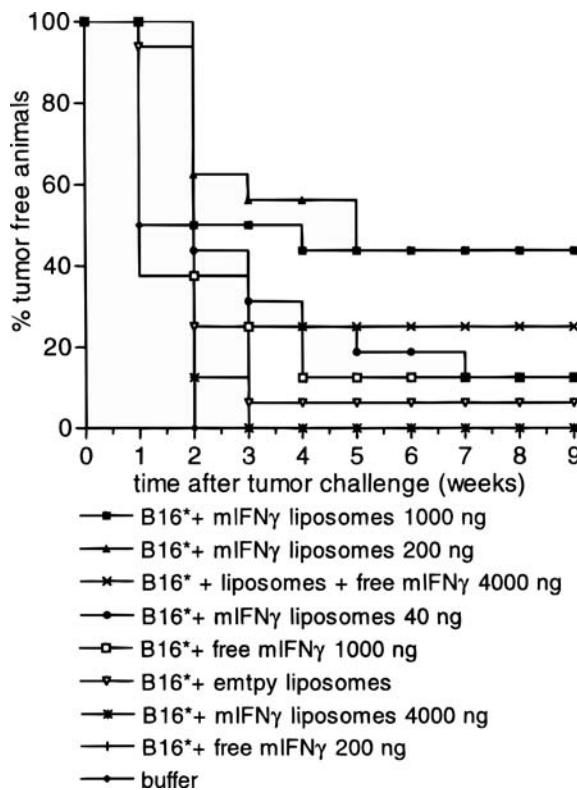 100
80
60
40
20
0
% tumor free animals
0 1 2 3 4 5 6 7 8 9
time after tumor challenge (weeks)
B16*+ mIFNγ liposomes 1000 ng
B16*+ mIFNγ liposomes 200 ng
B16* + liposomes + free mIFNγ 4000 ng
B16*+ mIFNγ liposomes 40 ng
B16*+ free mIFNγ 1000 ng
B16*+ emtpy liposomes
B16*+ mIFNγ liposomes 4000 ng
B16*+ free mIFNγ 200 ng
buffer